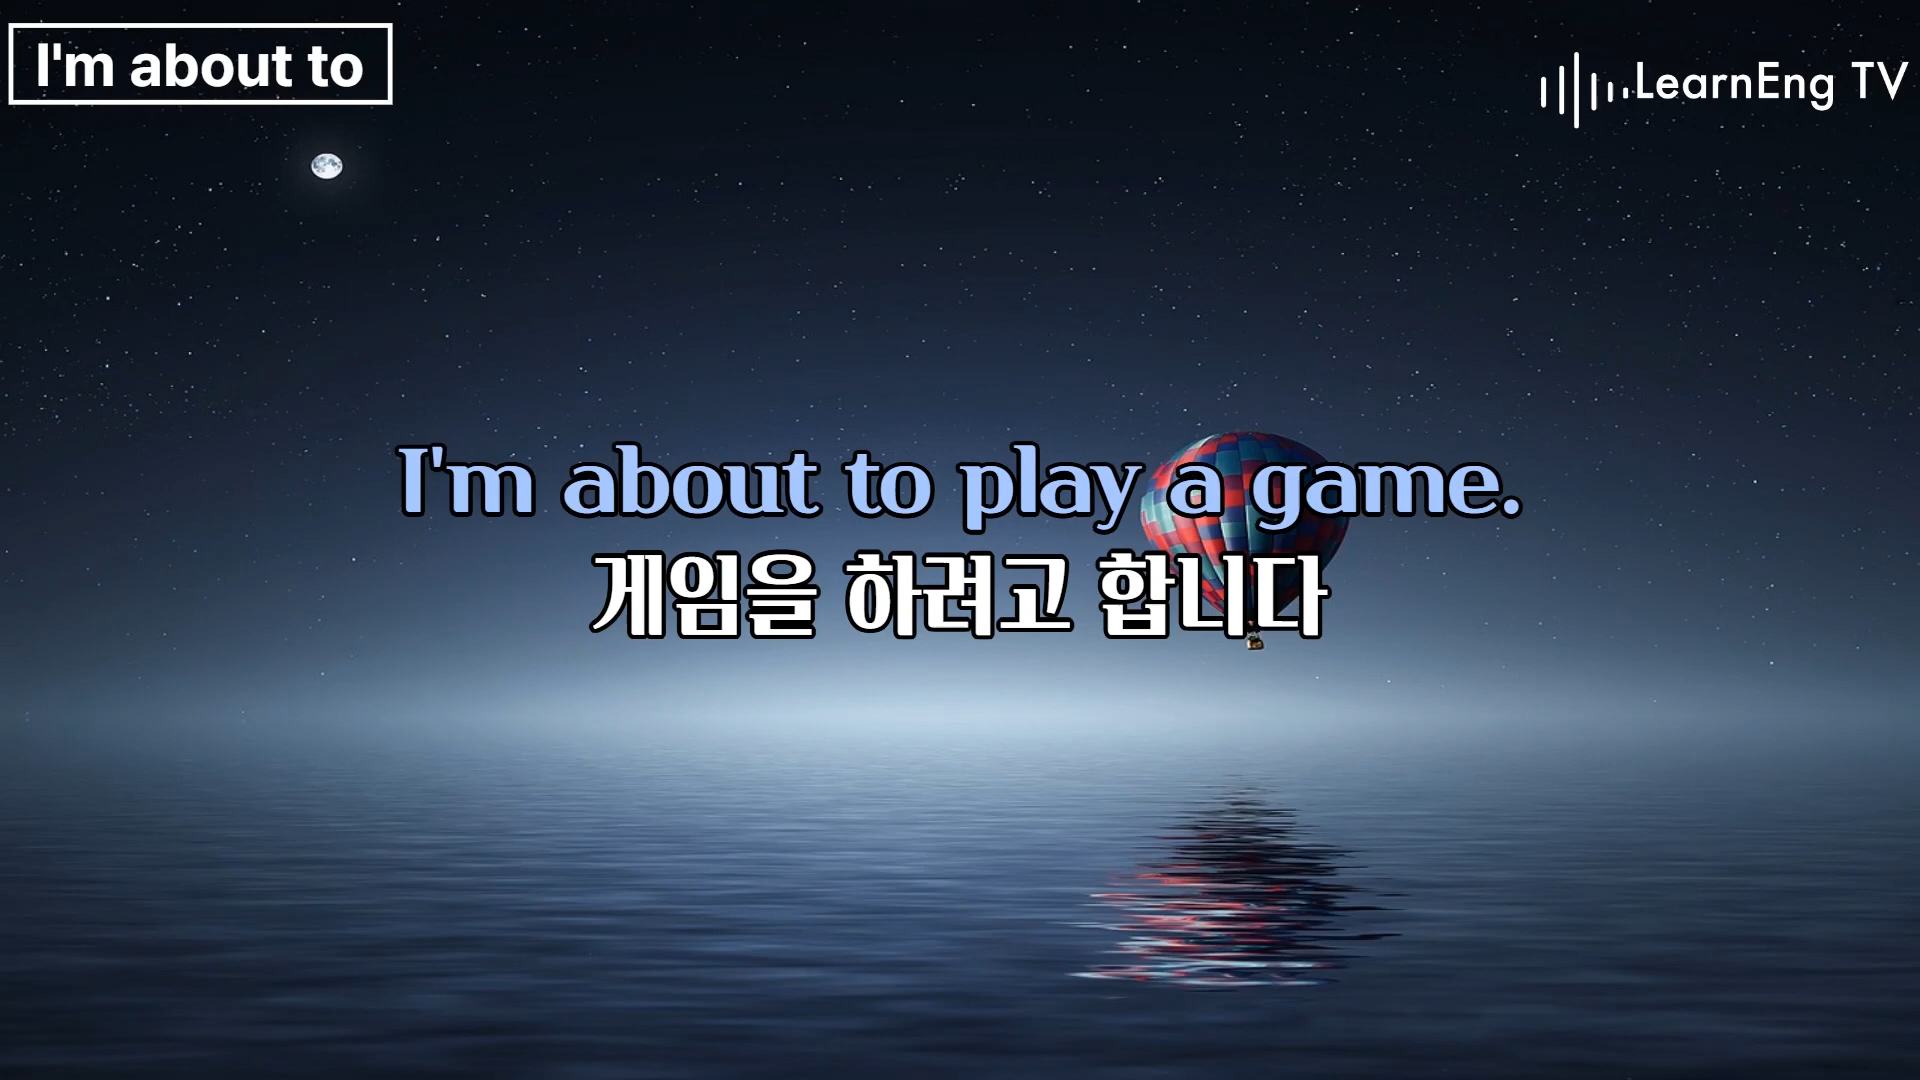 I'm about to
LearnEng TV
I'm about to play a game.
게임을 하려고 합니다